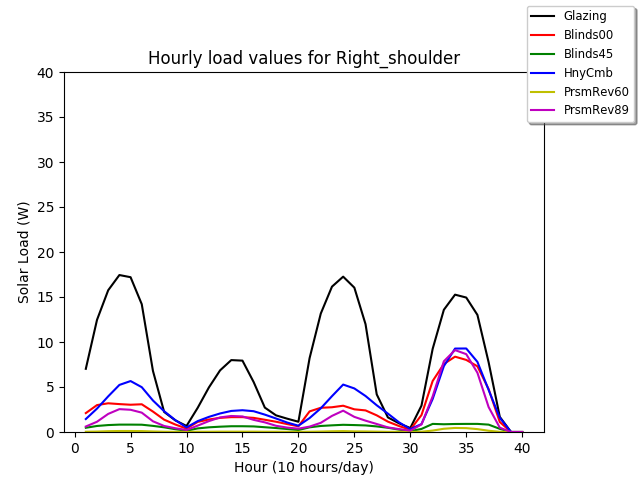 Glazing
Blinds00
Blinds45
HnyCmb
PrsmRev60
PrsmRev89
Hourly load values for Right_shoulder
40
35
30
25
20
15
10
5
0
Solar Load (W)
0 5 10 15 20 25 30 35 40
Hour (10 hours/day)